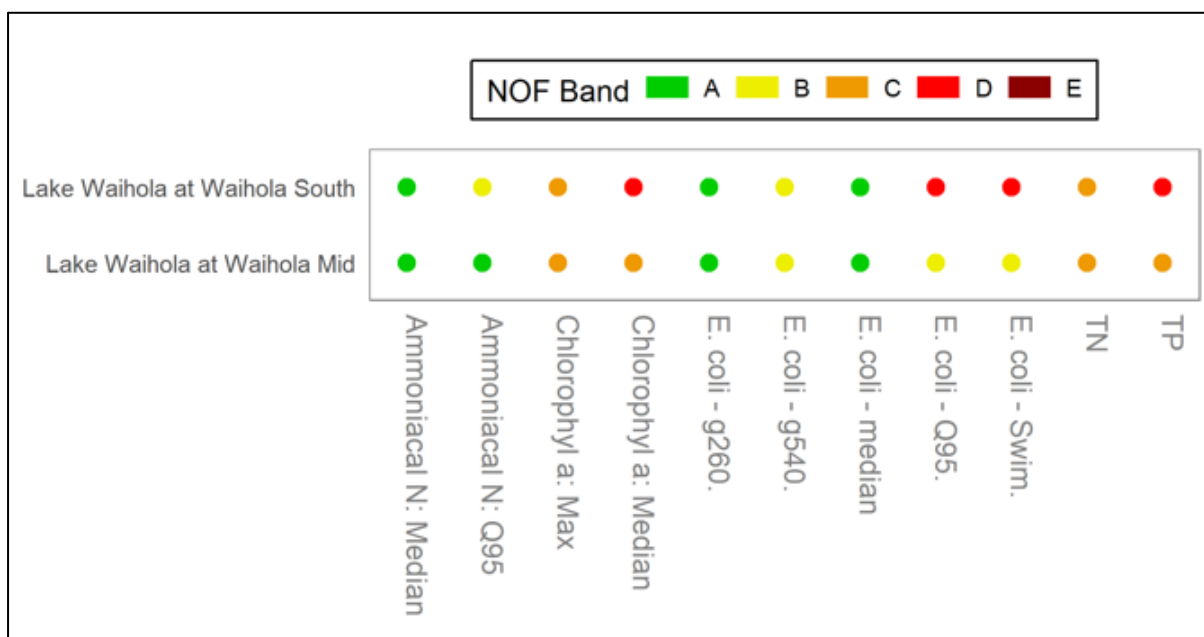 NOF Band A B C D E
Lake Waihola at Waihola South
Lake Waihola at Waihola Mid
Ammoniacal N: Median
Ammoniacal N: Q95
Chlorophyl a: Max
Chlorophyl a: Median
E. coli - g260.
E. coli - g540.
E. coli - median
E. coli - Q95.
E. coli - Swim.
TN
TP